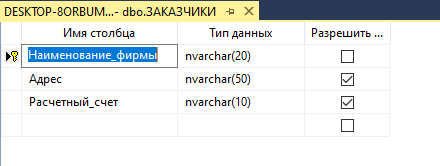 DESKTOP-8ORBUM...- dbo.ЗАКАЗЧИКИ
Имя столбца Тип данных Разрешить ...
Наименование_фирмы nvarchar(20)
Адрес nvarchar(50)
Расчетный_счет nvarchar(10)